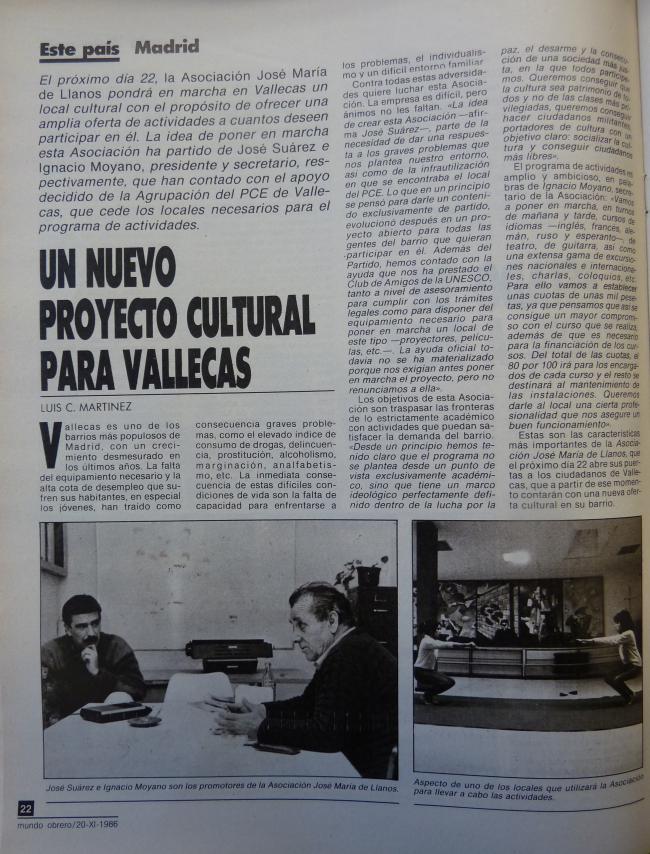 Este país Madrid
El próximo día 22, la Asociación José María
de Llanos pondrá en marcha en Vallecas un
local cultural con el propósito de ofrecer una
amplia oferta de actividades a cuantos deseen
participar en él. La idea de poner en marcha
esta Asociación ha partido de José Suárez e
Ignacio Moyano, presidente y secretario, res-
pectivamente, que han contado con el apoyo
decidido de la Agrupación del PCE de Valle-
cas, que cede los locales necesarios para el
programa de actividades.
UN NUEVO
PROYECTO CULTURAL
PARA VALLECAS
LUIS C. MARTINEZ
Vallecas es uno de los
barrios más populosos de
Madrid, con un creci-
miento desmesurado en
los últimos años. La falta
del equipamiento necesario y la
alta cota de desempleo que su-
fren sus habitantes, en especial
los jóvenes, han traído como
consecuencia graves proble-
mas, como el elevado índice de
consumo de drogas, delincuen-
cia, prostitución, alcoholismo,
marginación, analfabetis-
mo, etc. La inmediata conse-
cuencia de estas difíciles con-
diciones de vida son la falta de
capacidad para enfrentarse a
los problemas, el individualis-
mo y un difícil entorno familiar
Contra todas estas adversida-
des quiere luchar esta Asocia-
ción. La empresa es difícil, pero
ánimos no les faltan. «La idea
de crear esta Asociación —afir-
ma José Suárez—, parte de la
necesidad de dar una respues-
ta a los graves problemas que
nos plantea nuestro entorno,
así como de la infrautilización
en que se encontraba el local
del PCE. Lo que en un principio
se pensó para darle un conteni-
do exclusivamente de partido,
evolucionó después en un pro-
yecto abierto para todas las
gentes del barrio que quieran
participar en él. Además del
Partido, hemos contado con la
ayuda que nos ha prestado el
Club de Amigos de la UNESCO,
tanto a nivel de asesoramiento
para cumplir con los trámites
legales como para disponer del
equipamiento necesario para
poner en marcha un local de
este tipo —proyectores, pelícu-
las, etc.—. La ayuda oficial to-
davía no se ha materializado
porque nos exigían antes poner
en marcha el proyecto, pero no
renunciamos a ella».
Los objetivos de esta Asocia-
ción son traspasar las fronteras
de lo estrictamente académico
con actividades que puedan sa-
tisfacer la demanda del barrio.
«Desde un principio hemos te-
nido claro que el programa no
se plantea desde un punto de
vista exclusivamente académi-
co, sino que tiene un marco
ideológico perfectamente defi-
nido dentro de la lucha por la
paz, el desarme y la consecu-
ción de una sociedad más jus-
ta, en la que todos participe-
mos. Queremos conseguir que
la cultura sea patrimonio de to-
dos y no de las clases más pri-
vilegiadas, queremos conseguir
hacer ciudadanos militantes,
portadores de cultura con un
objetivo claro: socializar la cul-
tura y conseguir ciudadanos
más libres».
El programa de actividades es
amplio y ambicioso, en pala-
bras de Ignacio Moyano, secre-
tario de la Asociación: «Vamos
a poner en marcha, en turnos
de mañana y tarde, cursos de
idiomas —inglés, francés, ale-
mán, ruso y esperanto—, de
teatro, de guitarra, así como
una extensa gama de excursio-
nes nacionales e internaciona-
les, charlas, coloquios, etc.
Para ello vamos a establecer
unas cuotas de unas mil pese-
tas, ya que pensamos que así se
consigue un mayor compromi-
so con el curso que se realiza,
además de que es necesario
para la financiación de los cur-
sos. Del total de las cuotas, el
80 por 100 irá para los encarga-
dos de cada curso y el resto se
destinará al mantenimiento de
las instalaciones. Queremos
darle al local una cierta profe-
sionalidad que nos asegure un
buen funcionamiento».
Estas son las características
más importantes de la Asocia-
ción José María de Llanos, que
el próximo día 22 abre sus puer-
tas a los ciudadanos de Valle-
cas, que a partir de ese momen-
to contarán con una nueva ofer-
ta cultural en su barrio.
José Suárez e Ignacio Moyano son los promotores de la Asociación José María de Llanos.
Aspecto de uno de los locales que utilizará la Asociación
para llevar a cabo las actividades.
22
mundo obrero/20-XI-1986